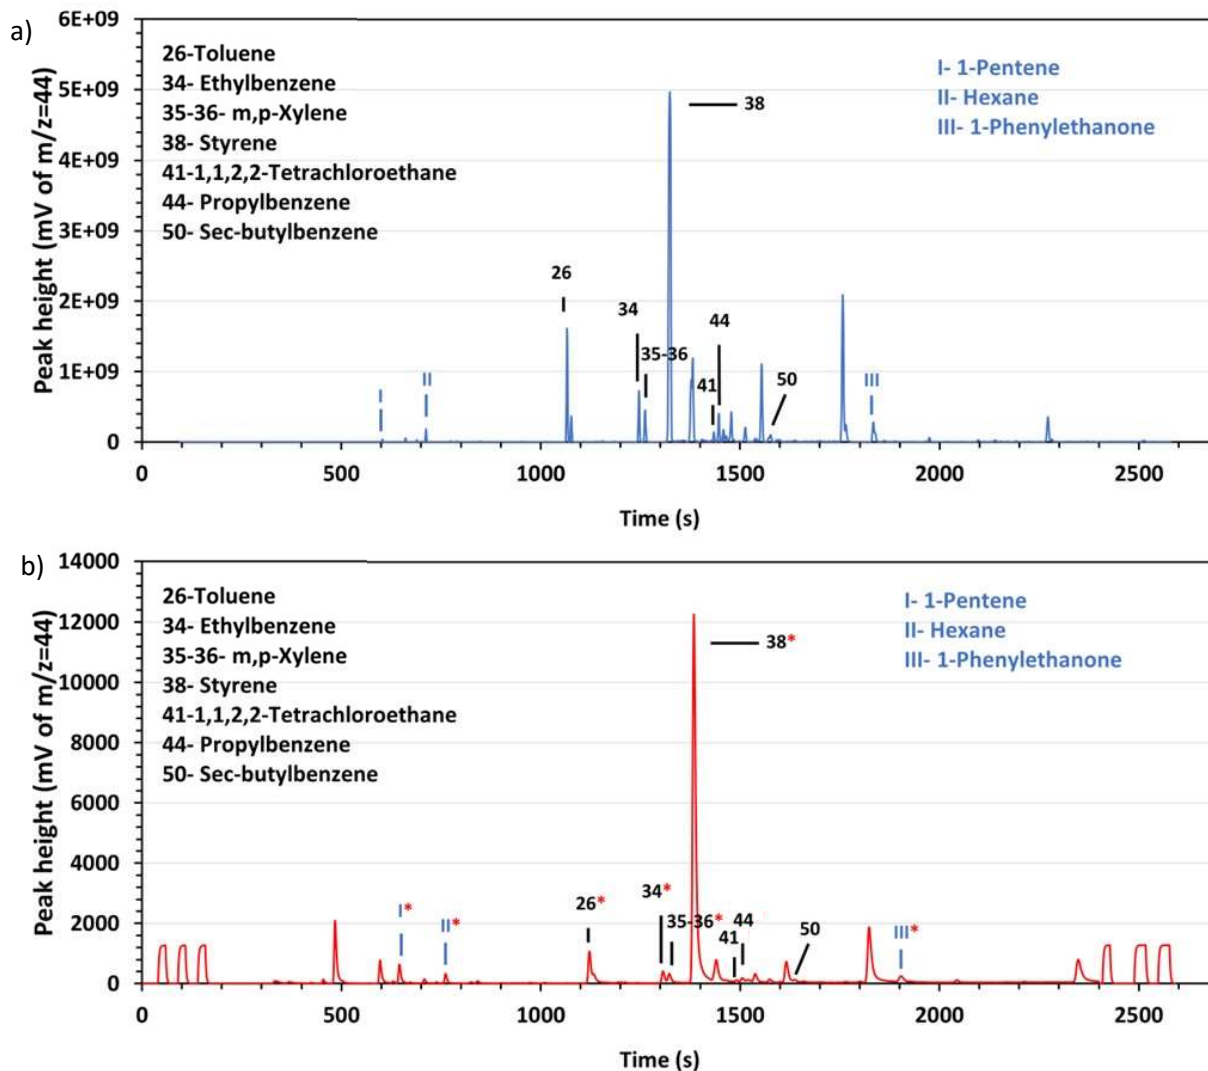 a)
Peak height (mV of m/z=44)
6E+09
5E+09
4E+09
3E+09
2E+09
1E+09
0
26-Toluene
34- Ethylbenzene
35-36- m,p-Xylene
38- Styrene
41-1,1,2,2-Tetrachloroethane
44- Propylbenzene
50- Sec-butylbenzene
I- 1-Pentene
II- Hexane
III- 1-Phenylethanone
38
26
34
44
35-36
I
II
41
50
III
0 500 1000 1500 2000 2500
Time (s)
b)
Peak height (mV of m/z=44)
14000
12000
10000
8000
6000
4000
2000
0
26-Toluene
34- Ethylbenzene
35-36- m,p-Xylene
38- Styrene
41-1,1,2,2-Tetrachloroethane
44- Propylbenzene
50- Sec-butylbenzene
I- 1-Pentene
II- Hexane
III- 1-Phenylethanone
38*
I*
II*
26*
34*
35-36*
44
41
50
III*
0 500 1000 1500 2000 2500
Time (s)